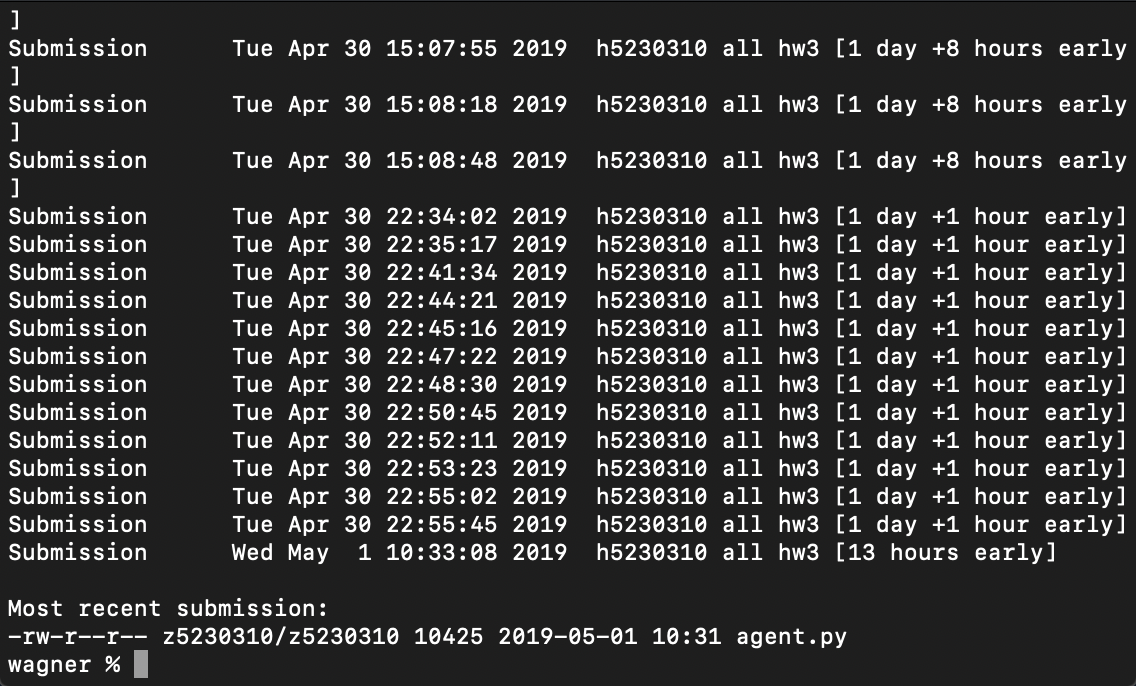 ]
Submission      Tue Apr 30 15:07:55 2019  h5230310 all hw3 [1 day +8 hours early
]
Submission      Tue Apr 30 15:08:18 2019  h5230310 all hw3 [1 day +8 hours early
]
Submission      Tue Apr 30 15:08:48 2019  h5230310 all hw3 [1 day +8 hours early
]
Submission      Tue Apr 30 22:34:02 2019  h5230310 all hw3 [1 day +1 hour early]
Submission      Tue Apr 30 22:35:17 2019  h5230310 all hw3 [1 day +1 hour early]
Submission      Tue Apr 30 22:41:34 2019  h5230310 all hw3 [1 day +1 hour early]
Submission      Tue Apr 30 22:44:21 2019  h5230310 all hw3 [1 day +1 hour early]
Submission      Tue Apr 30 22:45:16 2019  h5230310 all hw3 [1 day +1 hour early]
Submission      Tue Apr 30 22:47:22 2019  h5230310 all hw3 [1 day +1 hour early]
Submission      Tue Apr 30 22:48:30 2019  h5230310 all hw3 [1 day +1 hour early]
Submission      Tue Apr 30 22:50:45 2019  h5230310 all hw3 [1 day +1 hour early]
Submission      Tue Apr 30 22:52:11 2019  h5230310 all hw3 [1 day +1 hour early]
Submission      Tue Apr 30 22:53:23 2019  h5230310 all hw3 [1 day +1 hour early]
Submission      Tue Apr 30 22:55:02 2019  h5230310 all hw3 [1 day +1 hour early]
Submission      Tue Apr 30 22:55:45 2019  h5230310 all hw3 [1 day +1 hour early]
Submission      Wed May  1 10:33:08 2019  h5230310 all hw3 [13 hours early]

Most recent submission:
-rw-r--r-- z5230310/z5230310 10425 2019-05-01 10:31 agent.py
wagner %